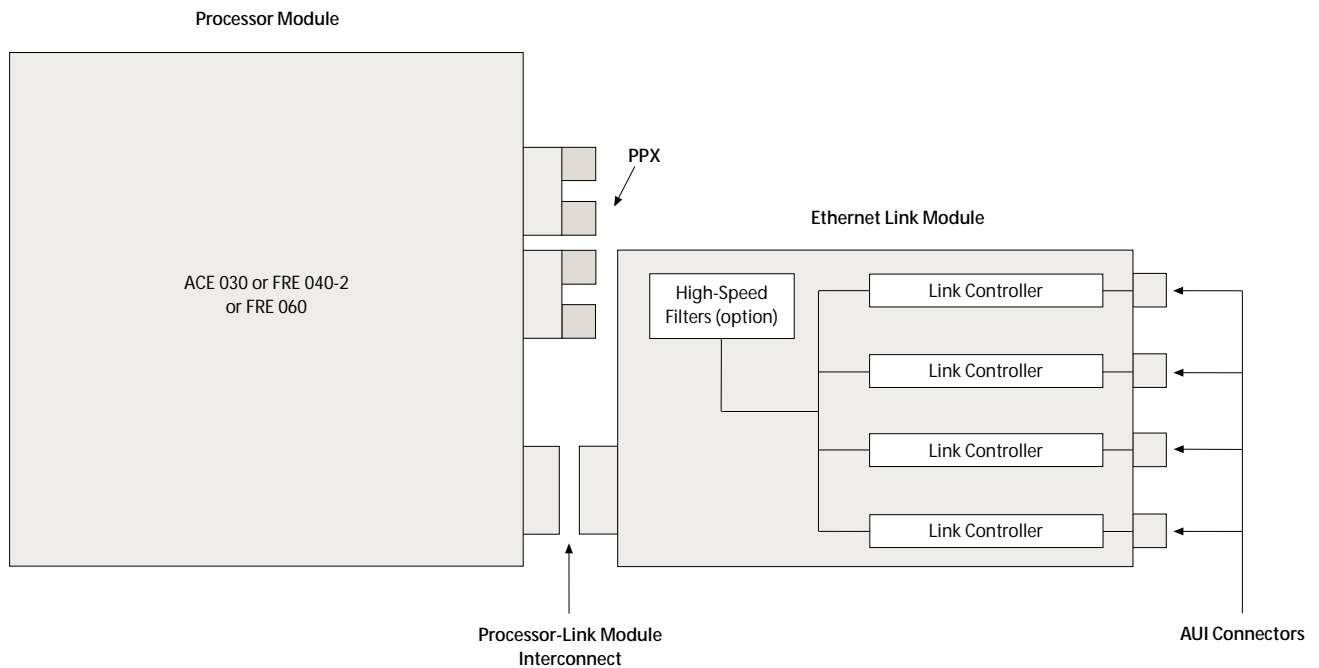 Processor Module
PPX
Ethernet Link Module
ACE 030 or FRE 040-2
or FRE 060
High-Speed
Filters (option)
Link Controller
Link Controller
Link Controller
Link Controller
Processor-Link Module
Interconnect
AUI Connectors